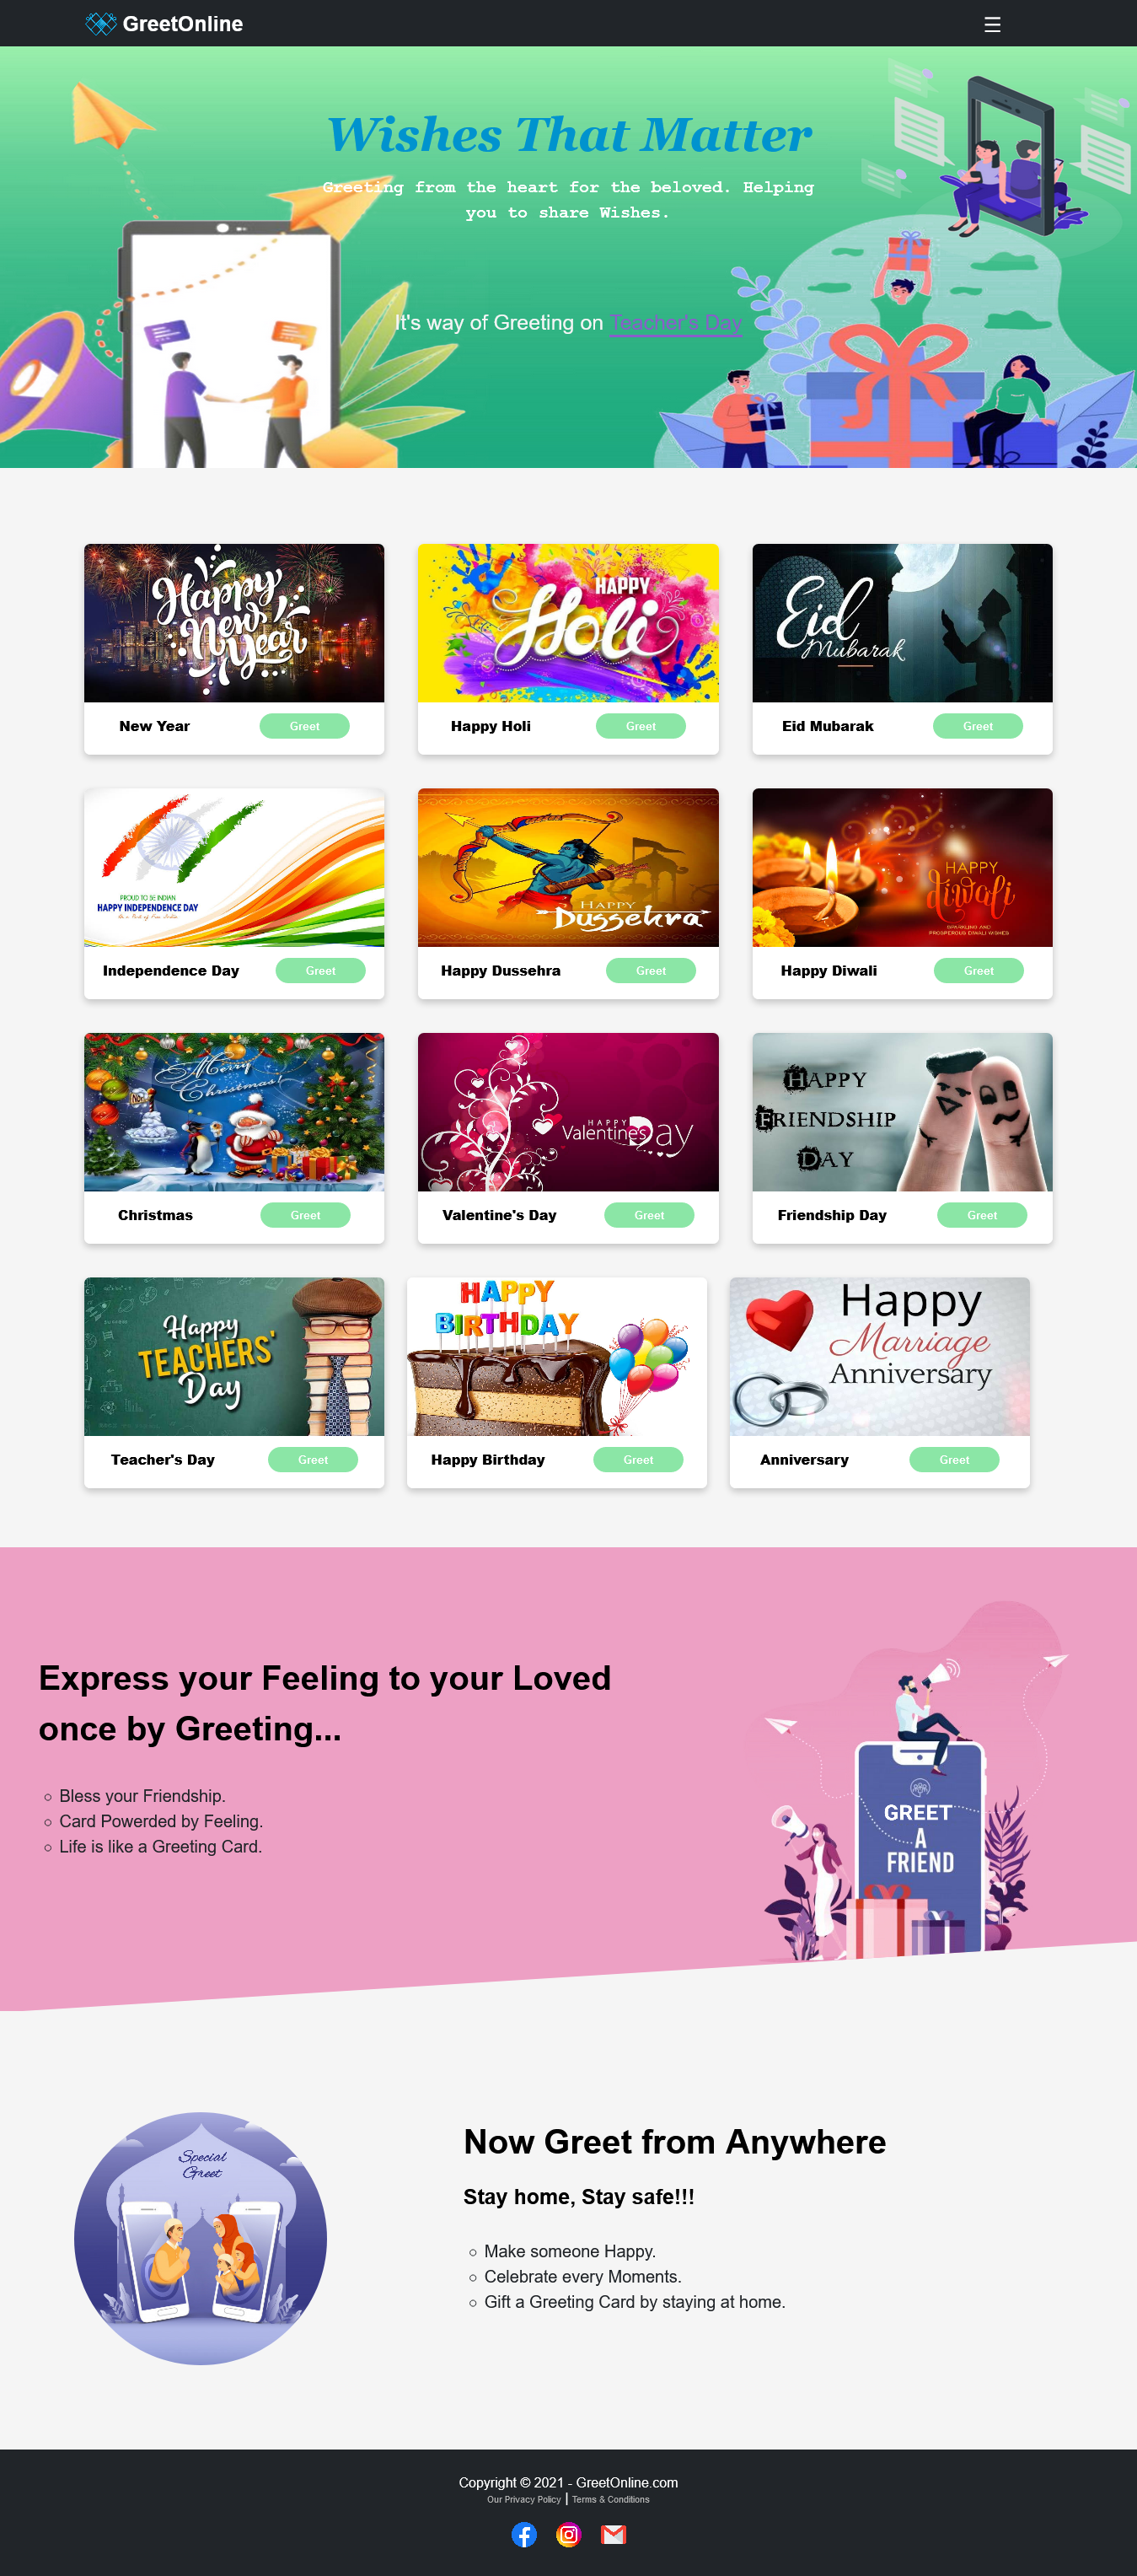 GreetOnline
Wishes That Matter
Greeting from the heart for the beloved. Helping
you to share Wishes.
It's way of Greeting on Teacher's Day
Happy
New
Year
New Year
Greet
HAPPY
Holi
Happy Holi
Greet
Eid
Mubarak
Eid Mubarak
Greet
PROUD TO BE INDIAN
HAPPY INDEPENDENCE DAY
Independence Day
Greet
HAPPY
Dussehra
Happy Dussehra
Greet
HAPPY
diwali
SPARKLING AND
PROSPEROUS DIWALI WISHES
Happy Diwali
Greet
Merry
Christmas!
Christmas
Greet
HAPPY
Valentine's Day
Valentine's Day
Greet
HAPPY
FRIENDSHIP
DAY
Friendship Day
Greet
Happy
TEACHERS'
Day
Teacher's Day
Greet
HAPPY
BIRTHDAY
Happy Birthday
Greet
Happy
Marriage
Anniversary
Anniversary
Greet
Express your Feeling to your Loved
once by Greeting...
Bless your Friendship.
Card Powerded by Feeling.
Life is like a Greeting Card.
GREET
A
FRIEND
Special
Greet
Now Greet from Anywhere
Stay home, Stay safe!!!
Make someone Happy.
Celebrate every Moments.
Gift a Greeting Card by staying at home.
Copyright © 2021 - GreetOnline.com
Our Privacy Policy | Terms & Conditions